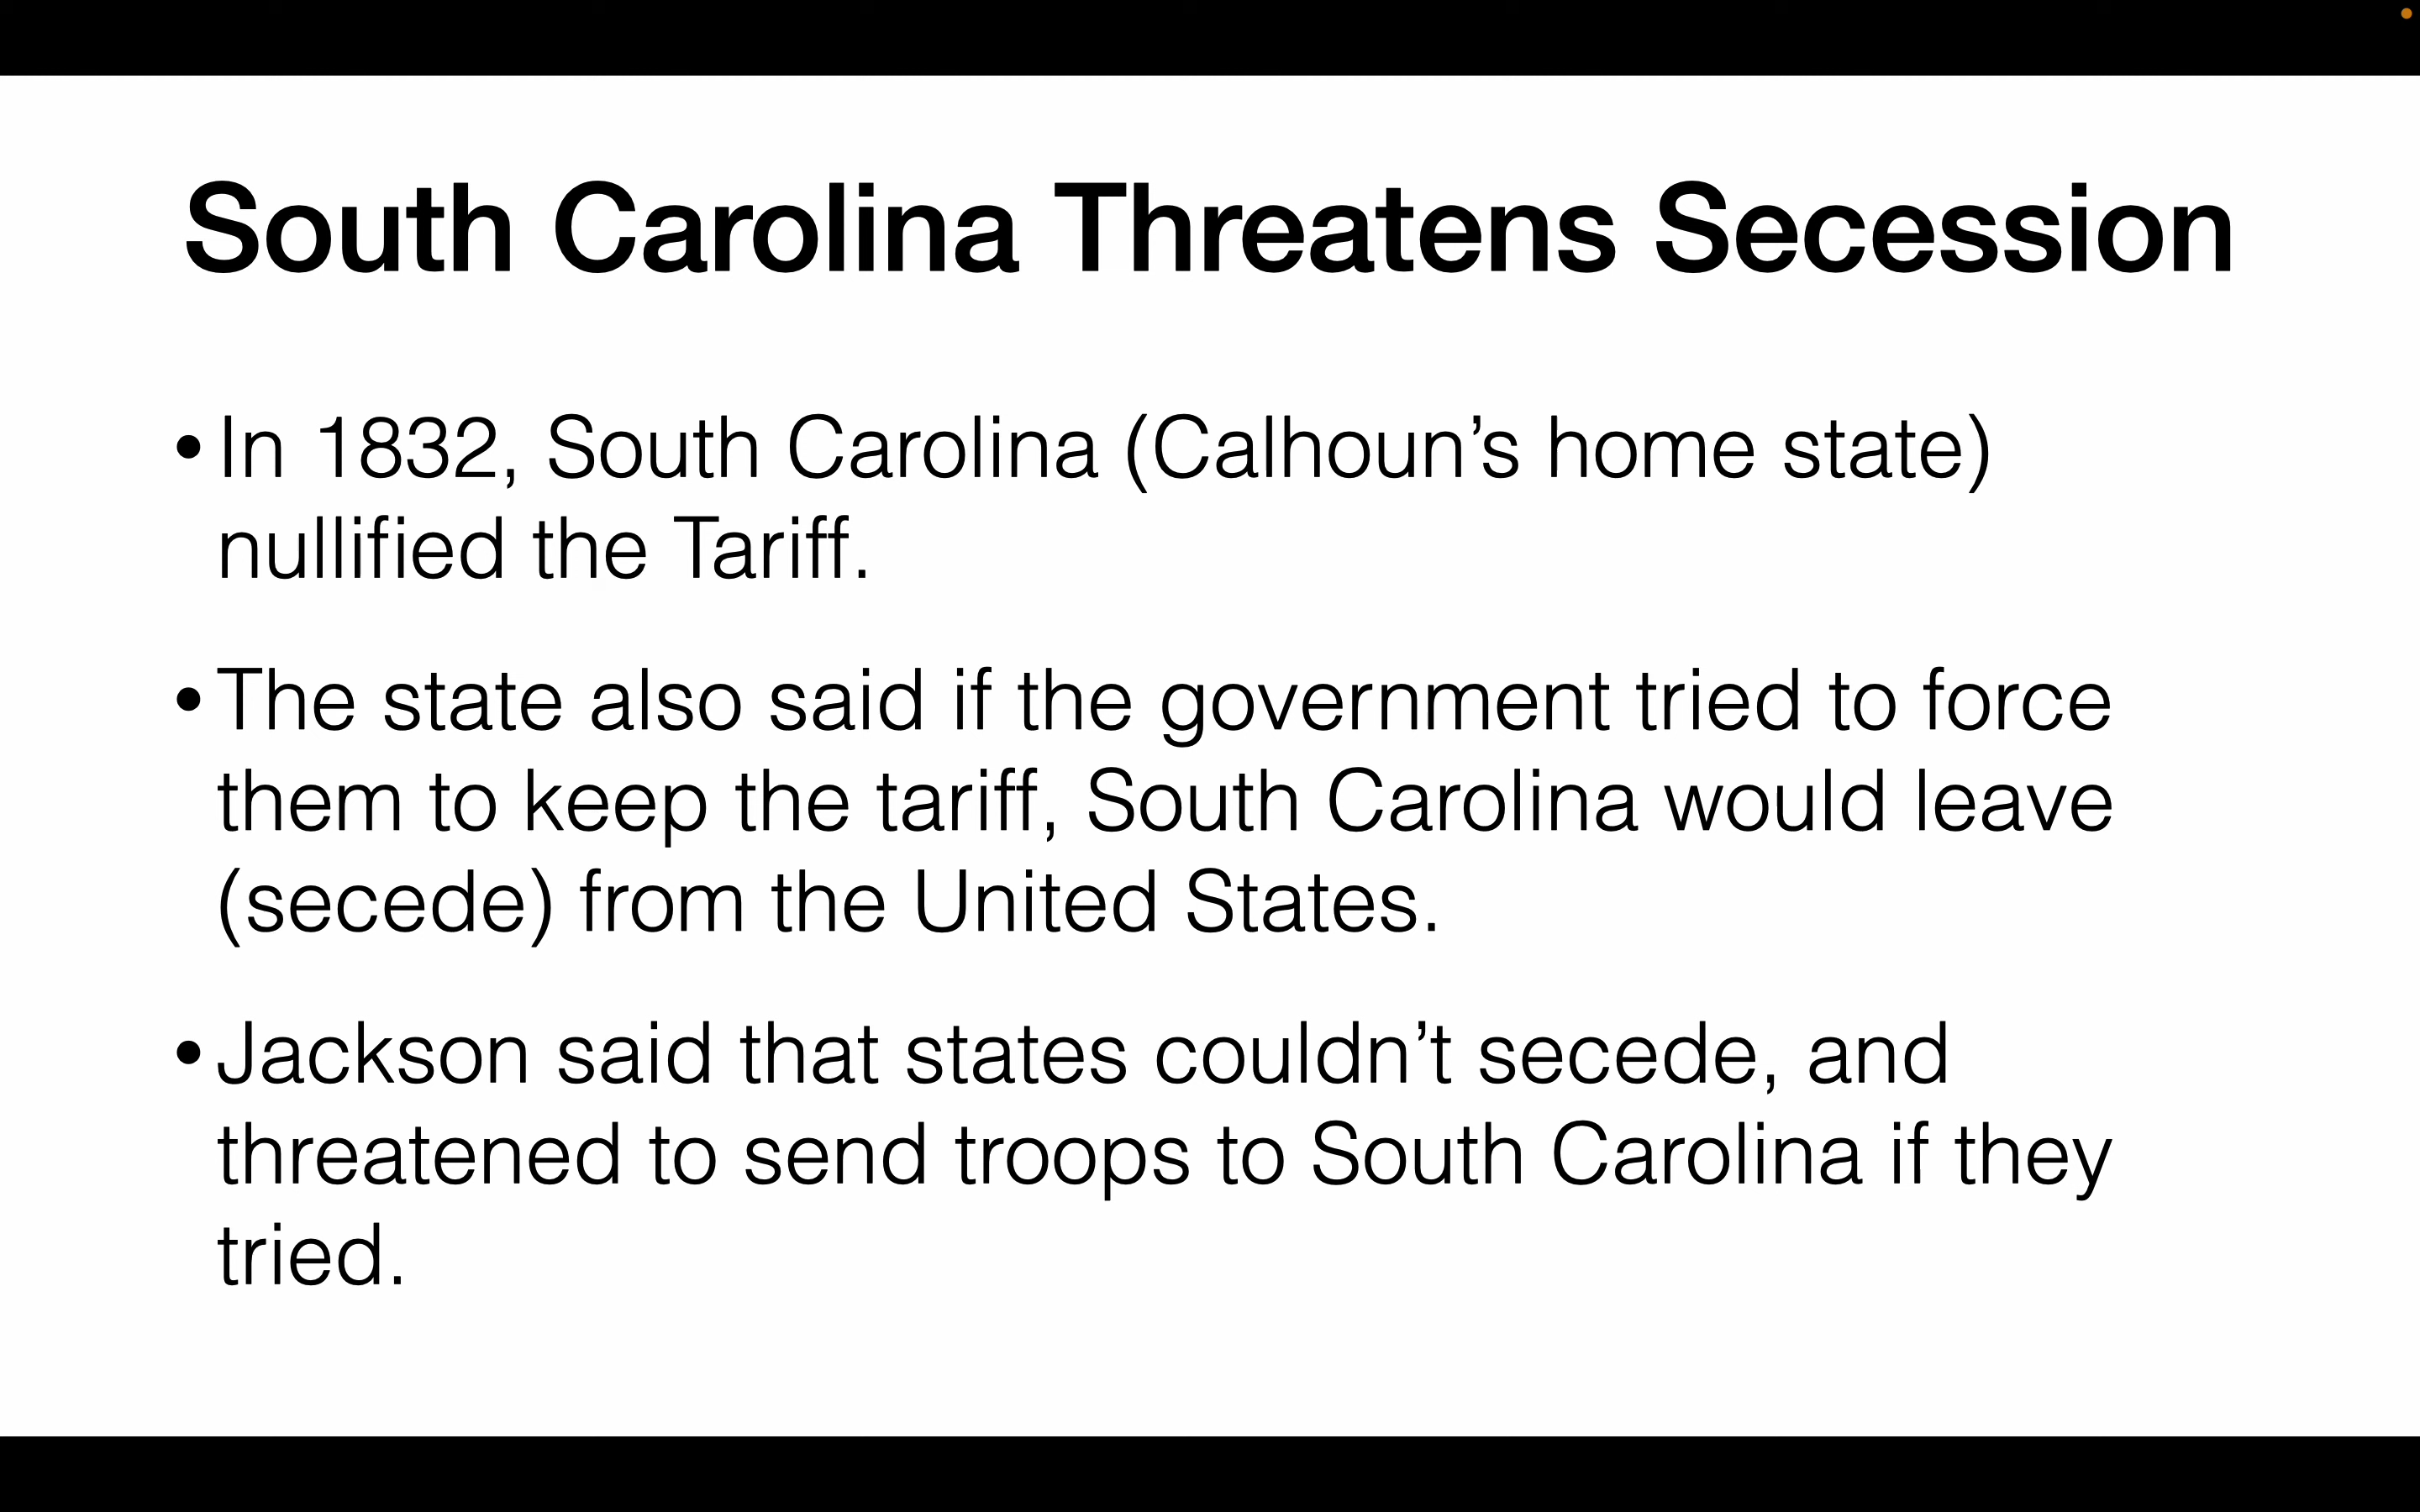 South Carolina Threatens Secession
•In 1832, South Carolina (Calhoun’s home state)
nullified the Tariff.
•The state also said if the government tried to force
them to keep the tariff, South Carolina would leave
(secede) from the United States.
•Jackson said that states couldn’t secede, and
threatened to send troops to South Carolina if they
tried.